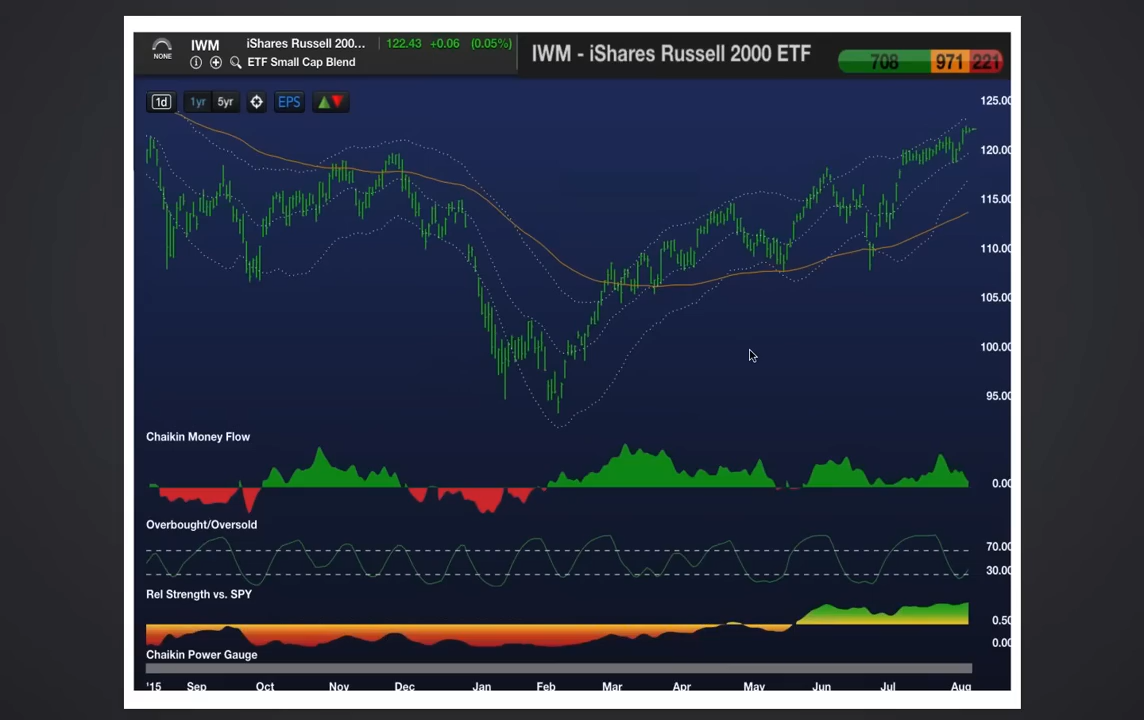 NONE
IWM iShares Russell 200... 122.43 +0.06 (0.05%)
ETF Small Cap Blend
IWM - iShares Russell 2000 ETF
708 971 221
1d 1yr 5yr EPS
125.00
120.00
115.00
110.00
105.00
100.00
95.00
Chaikin Money Flow
0.00
Overbought/Oversold
70.00
30.00
Rel Strength vs. SPY
0.50
0.00
Chaikin Power Gauge
'15 Sep Oct Nov Dec Jan Feb Mar Apr May Jun Jul Aug